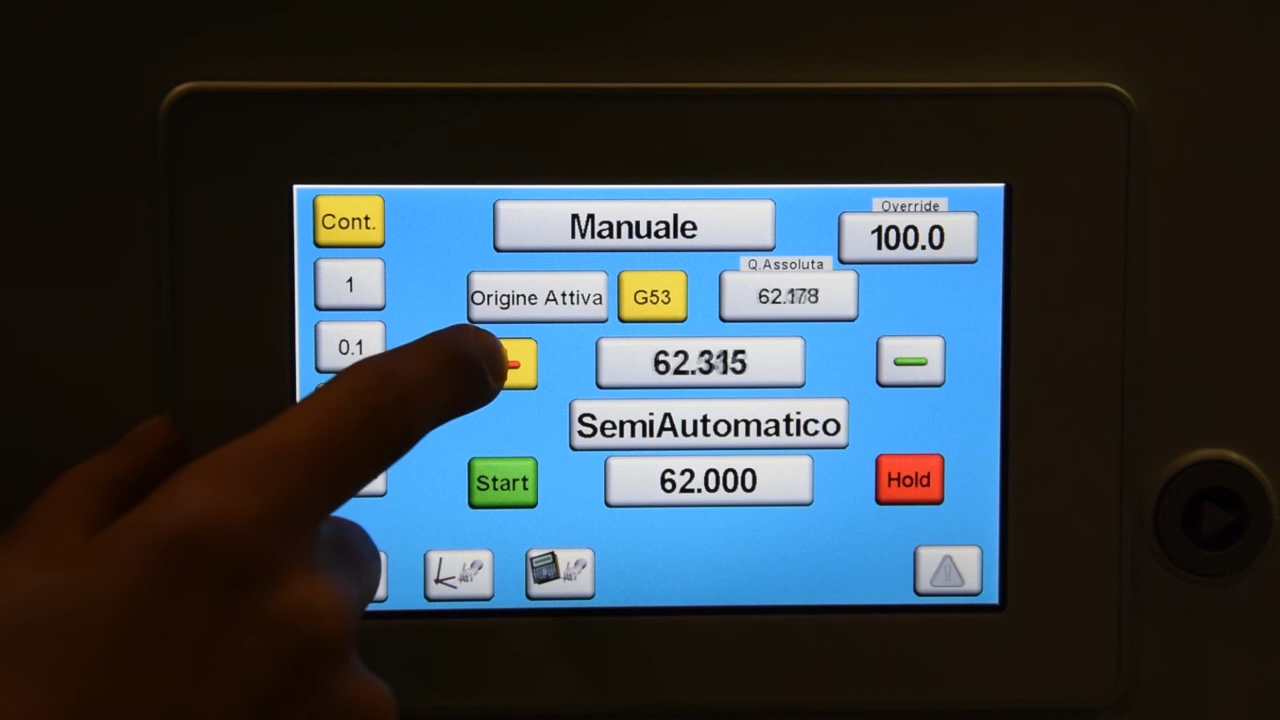 Cont.
Manuale
Override
100.0
1
Origine Attiva
G53
Q.Assoluta
62.178
0.1
62.315
SemiAutomatico
Start
62.000
Hold